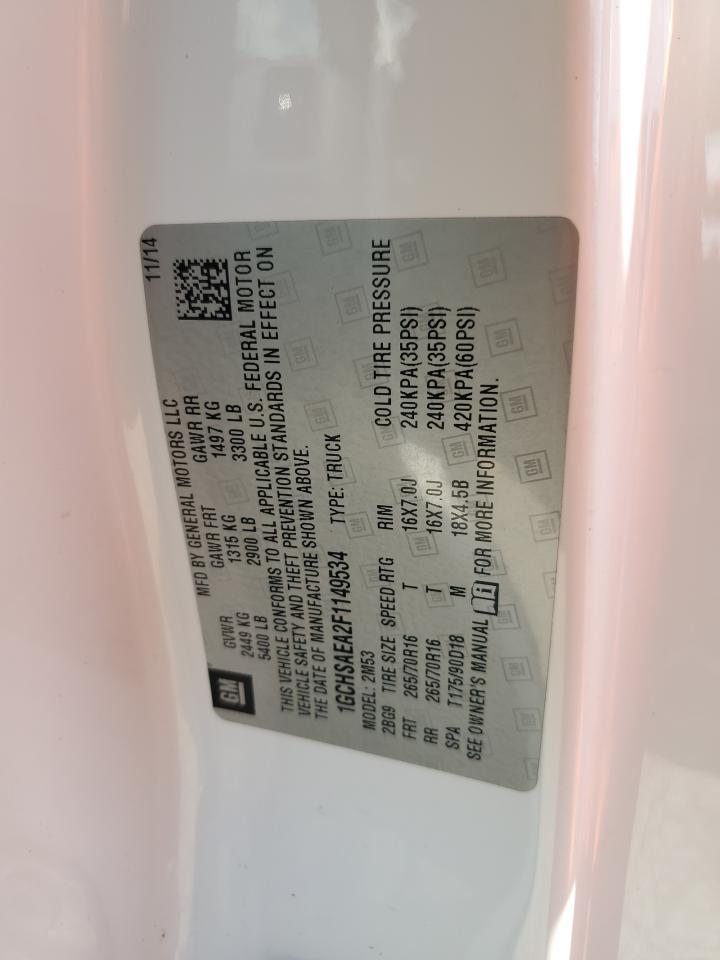 GM
MFD BY GENERAL MOTORS LLC
11/14
GVWR GAWR FRT GAWR RR
2449 KG 1315 KG 1497 KG
5400 LB 2900 LB 3300 LB
THIS VEHICLE CONFORMS TO ALL APPLICABLE U.S. FEDERAL MOTOR
VEHICLE SAFETY AND THEFT PREVENTION STANDARDS IN EFFECT ON
THE DATE OF MANUFACTURE SHOWN ABOVE.
1GCHSAEA2F1149534 TYPE: TRUCK
MODEL: 2M53
2BG9 TIRE SIZE SPEED RTG RIM COLD TIRE PRESSURE
FRT 265/70R16 T 16X7.0J 240KPA(35PSI)
RR 265/70R16 T 16X7.0J 240KPA(35PSI)
SPA T175/90D18 M 18X4.5B 420KPA(60PSI)
SEE OWNER'S MANUAL i FOR MORE INFORMATION.